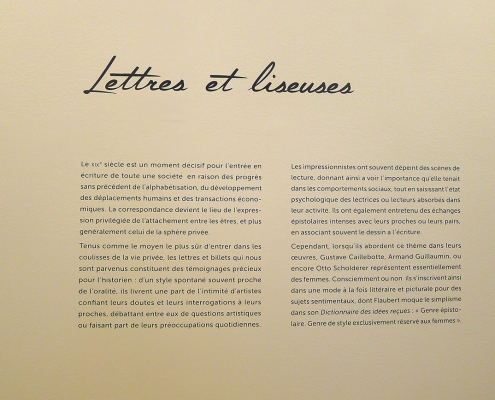 Lettres et liseuses
Le XIXe siècle est un moment décisif pour l'entrée en
écriture de toute une société en raison des progrès
sans précédent de l'alphabétisation, du développement
des déplacements humains et des transactions écono-
miques. La correspondance devient le lieu de l'expres-
sion privilégiée de l'attachement entre les êtres, et plus
généralement celui de la sphère privée.
Tenues comme le moyen le plus sûr d'entrer dans les
coulisses de la vie privée, les lettres et billets qui nous
sont parvenus constituent des témoignages précieux
pour l'historien : d'un style spontané souvent proche
de l'oralité, ils livrent une part de l'intimité d'artistes
confiant leurs doutes et leurs interrogations à leurs
proches, débattant entre eux de questions artistiques
ou faisant part de leurs préoccupations quotidiennes.
Les impressionnistes ont souvent dépeint des scènes de
lecture, donnant ainsi à voir l'importance qu'elle tenait
dans les comportements sociaux, tout en saisissant l'état
psychologique des lectrices ou lecteurs absorbés dans
leur activité. Ils ont également entretenu des échanges
épistolaires intenses avec leurs proches ou leurs pairs,
en associant souvent le dessin à l'écriture.
Cependant, lorsqu'ils abordent ce thème dans leurs
œuvres, Gustave Caillebotte, Armand Guillaumin, ou
encore Otto Scholderer représentent essentiellement
des femmes. Consciemment ou non, ils s'inscrivent ainsi
dans une mode à la fois littéraire et picturale pour des
sujets sentimentaux, dont Flaubert moque le simplisme
dans son Dictionnaire des idées reçues : « Genre épisto-
laire. Genre de style exclusivement réservé aux femmes ».